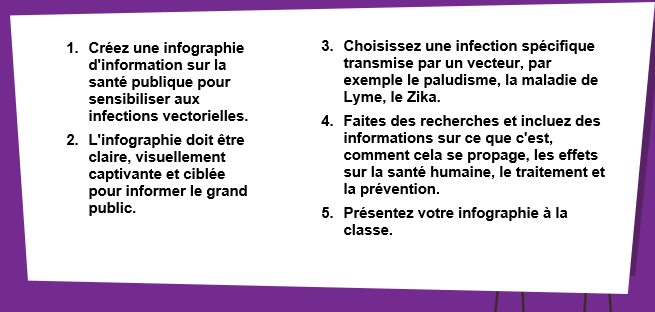 1. Créez une infographie
d'information sur la
santé publique pour
sensibiliser aux
infections vectorielles.
2. L'infographie doit être
claire, visuellement
captivante et ciblée
pour informer le grand
public.
3. Choisissez une infection spécifique
transmise par un vecteur, par
exemple le paludisme, la maladie de
Lyme, le Zika.
4. Faites des recherches et incluez des
informations sur ce que c'est,
comment cela se propage, les effets
sur la santé humaine, le traitement et
la prévention.
5. Présentez votre infographie à la
classe.